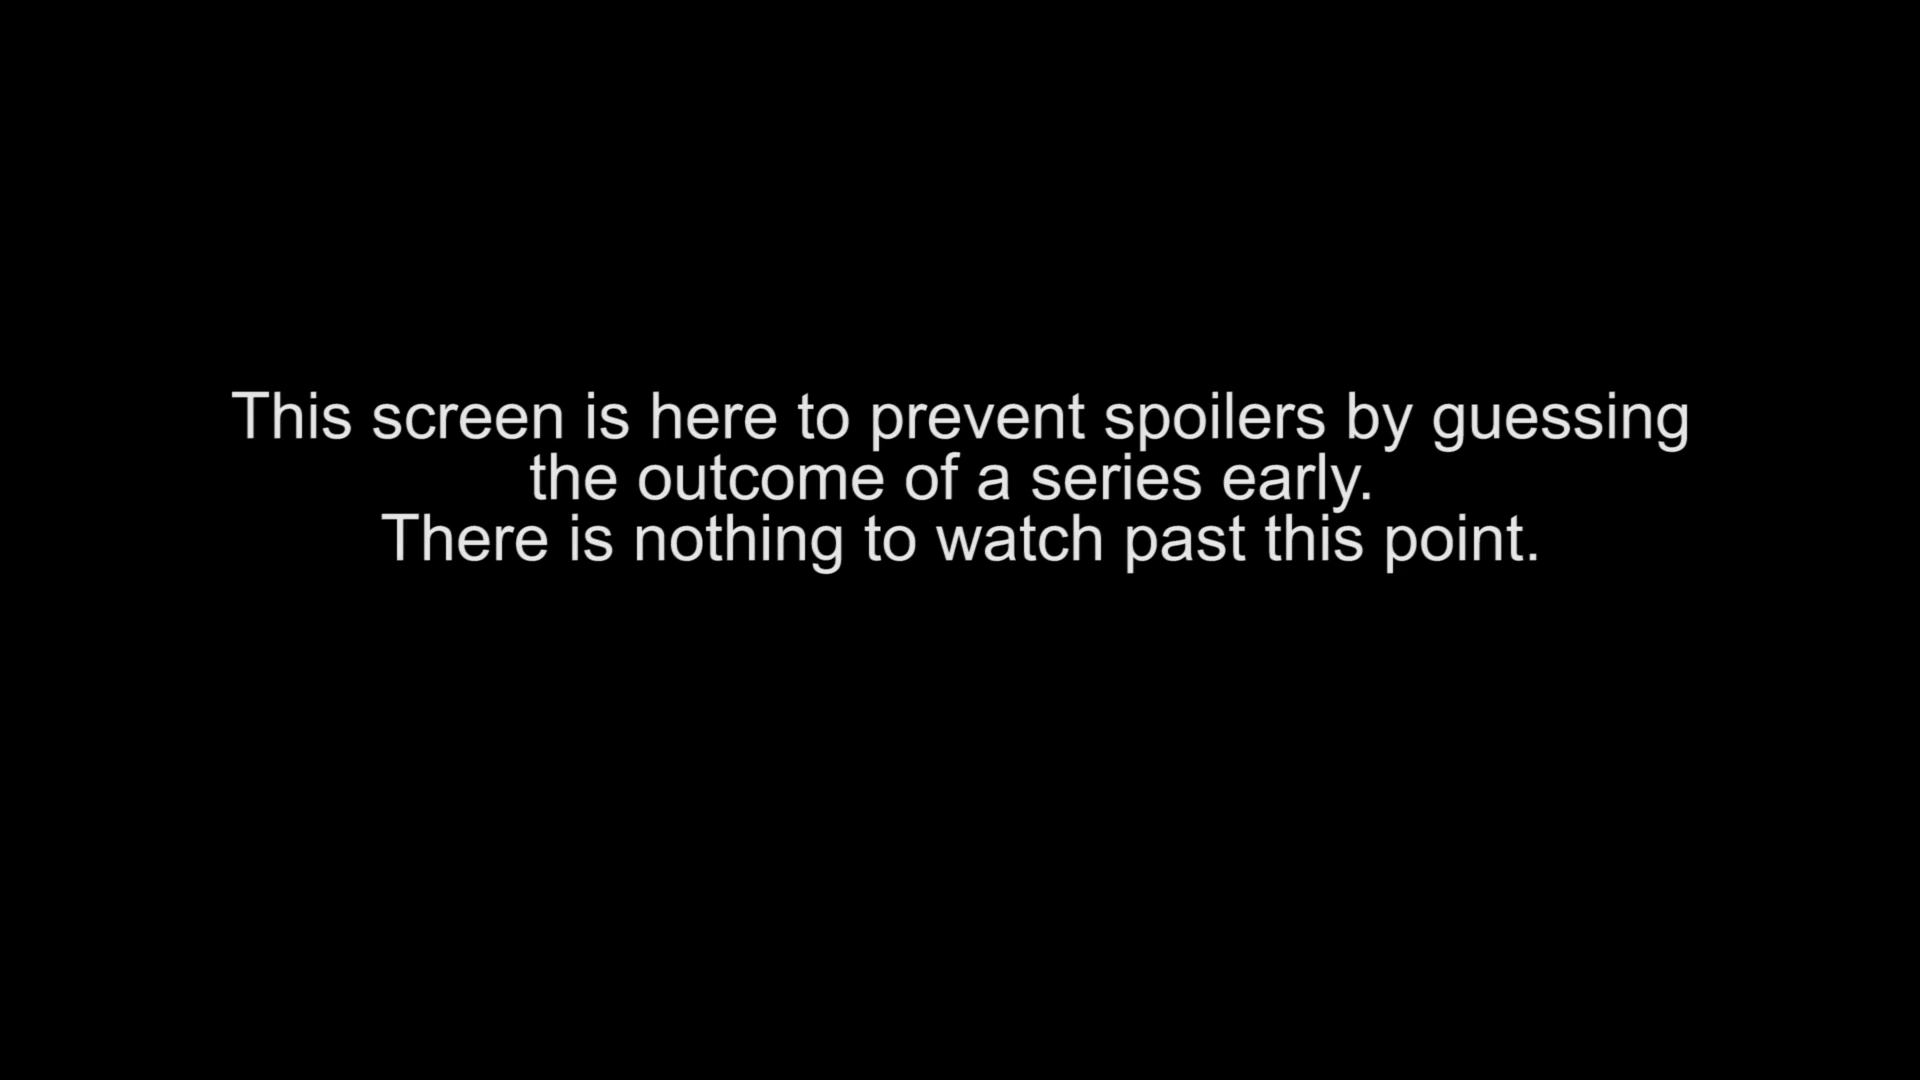 This screen is here to prevent spoilers by guessing
the outcome of a series early.
There is nothing to watch past this point.